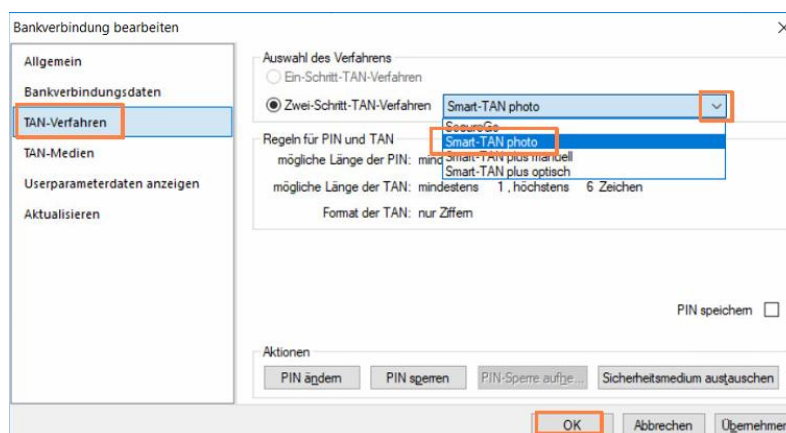 Bankverbindung bearbeiten
Allgemein
Bankverbindungsdaten
TAN-Verfahren
TAN-Medien
Userparameterdaten anzeigen
Aktualisieren
Auswahl des Verfahrens
Ein-Schritt-TAN-Verfahren
Zwei-Schritt-TAN-Verfahren Smart-TAN photo
SecureGo
Smart-TAN photo
Smart-TAN plus manuell
Smart-TAN plus optisch
Regeln für PIN und TAN
mögliche Länge der PIN:
mögliche Länge der TAN: mindestens 1 , höchstens 6 Zeichen
Format der TAN: nur Ziffern
PIN speichern
Aktionen
PIN ändern PIN sperren PIN-Sperre aufhe... Sicherheitsmedium austauschen
OK Abbrechen Übernehmen